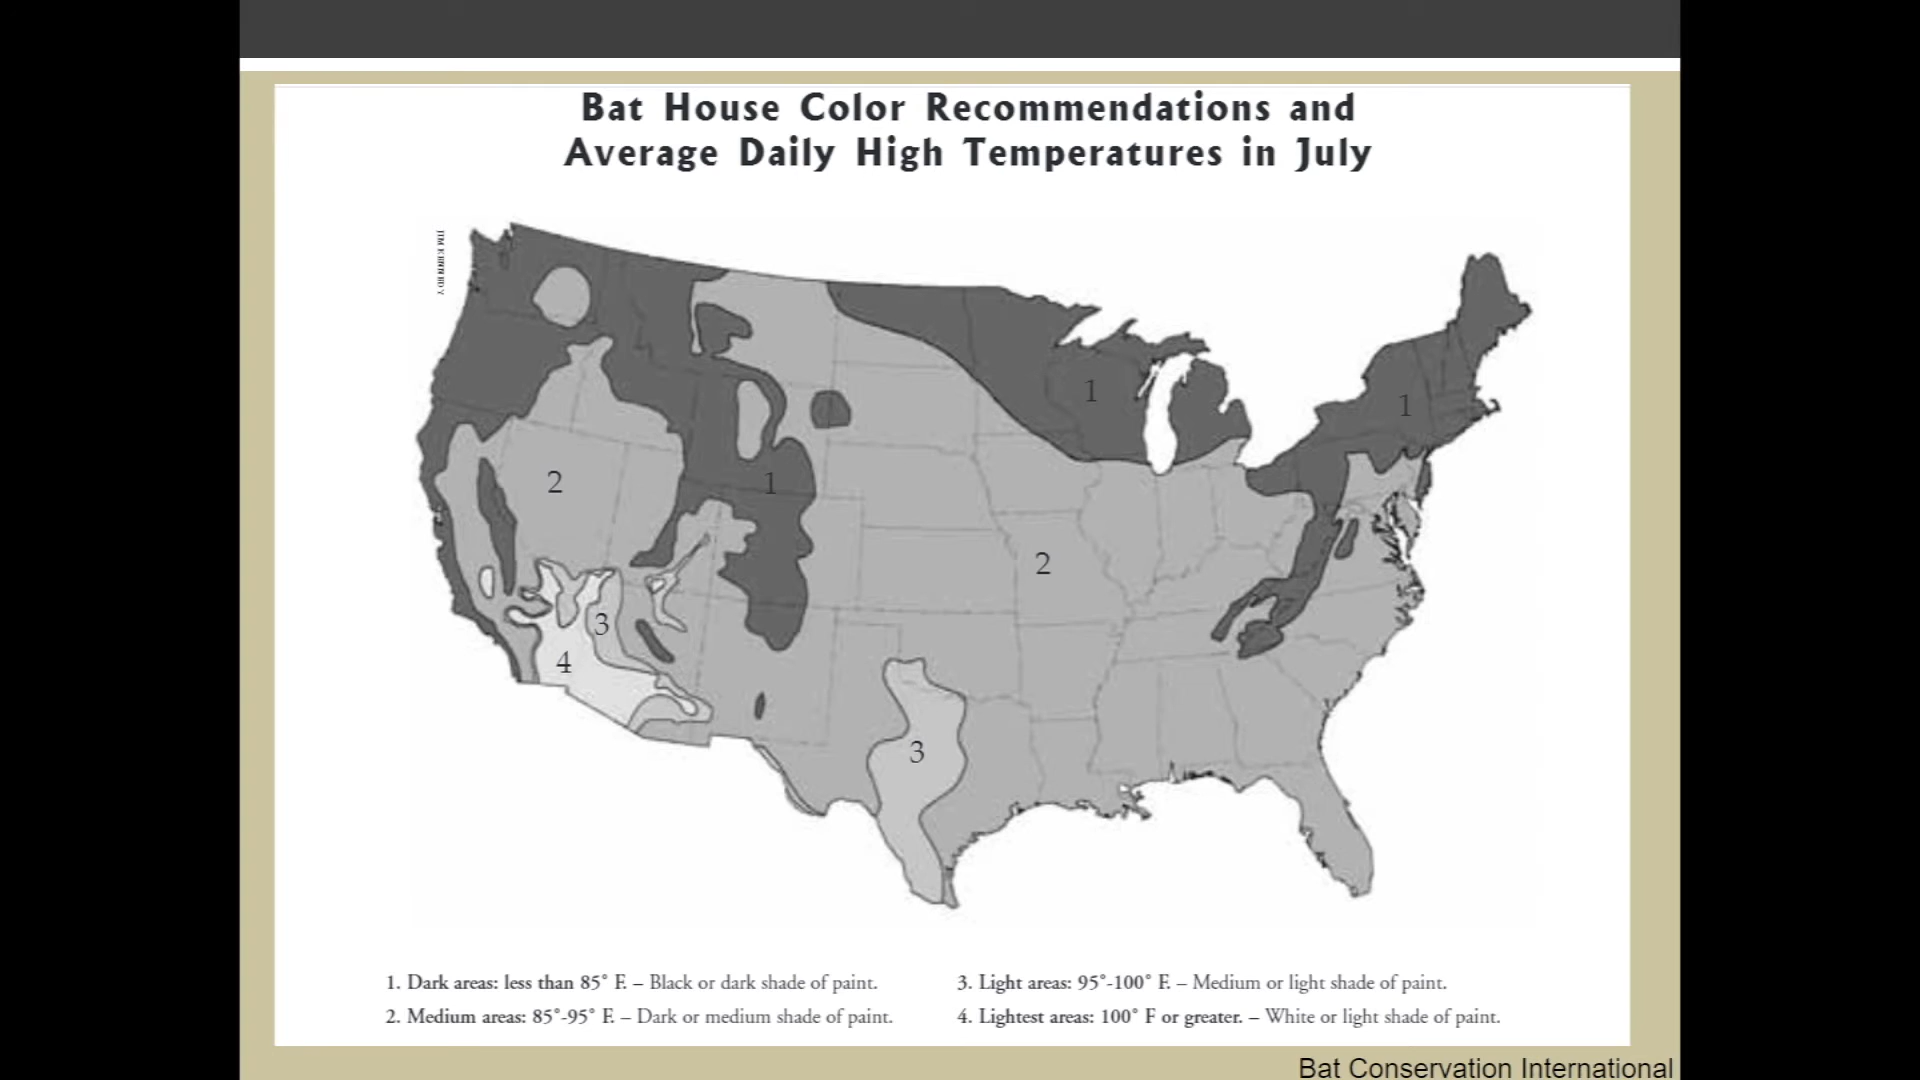 Bat House Color Recommendations and
Average Daily High Temperatures in July
JIM KENNEDY
1
1
2
1
2
3
4
3
1. Dark areas: less than 85° F. – Black or dark shade of paint.
2. Medium areas: 85°-95° F. – Dark or medium shade of paint.
3. Light areas: 95°-100° F. – Medium or light shade of paint.
4. Lightest areas: 100° F or greater. – White or light shade of paint.
Bat Conservation International